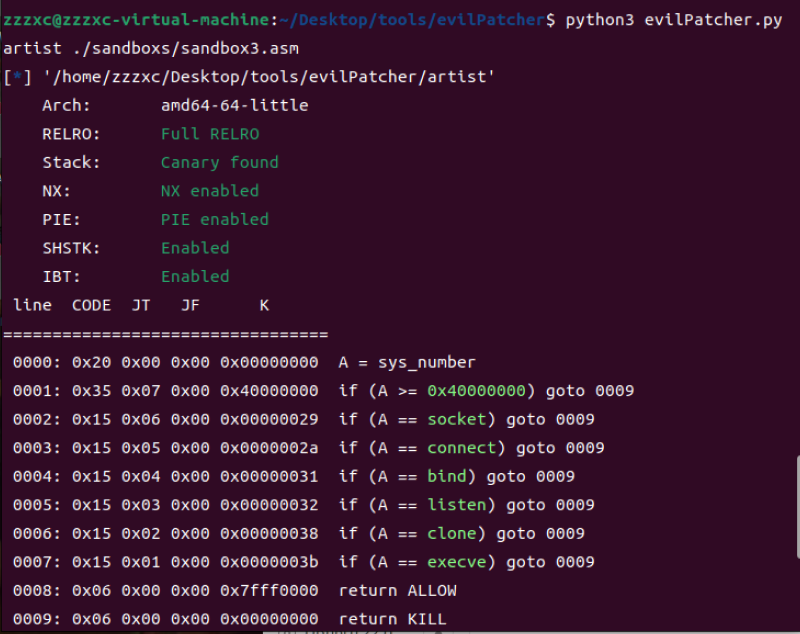 zzzxc@zzzxc-virtual-machine:~/Desktop/tools/evilPatcher$ python3 evilPatcher.py
artist ./sandboxs/sandbox3.asm
[*] '/home/zzzxc/Desktop/tools/evilPatcher/artist'
    Arch:       amd64-64-little
    RELRO:      Full RELRO
    Stack:      Canary found
    NX:         NX enabled
    PIE:        PIE enabled
    SHSTK:      Enabled
    IBT:        Enabled
 line  CODE  JT   JF      K
=================================
 0000: 0x20 0x00 0x00 0x00000000  A = sys_number
 0001: 0x35 0x07 0x00 0x40000000  if (A >= 0x40000000) goto 0009
 0002: 0x15 0x06 0x00 0x00000029  if (A == socket) goto 0009
 0003: 0x15 0x05 0x00 0x0000002a  if (A == connect) goto 0009
 0004: 0x15 0x04 0x00 0x00000031  if (A == bind) goto 0009
 0005: 0x15 0x03 0x00 0x00000032  if (A == listen) goto 0009
 0006: 0x15 0x02 0x00 0x00000038  if (A == clone) goto 0009
 0007: 0x15 0x01 0x00 0x0000003b  if (A == execve) goto 0009
 0008: 0x06 0x00 0x00 0x7fff0000  return ALLOW
 0009: 0x06 0x00 0x00 0x00000000  return KILL